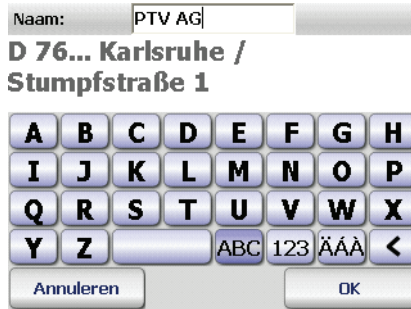 Naam: PTV AG
D 76... Karlsruhe /
Stumpfstraße 1
A B C D E F G H
I J K L M N O P
Q R S T U V W X
Y Z ABC 123 ÄÁÀ <
Annuleren OK